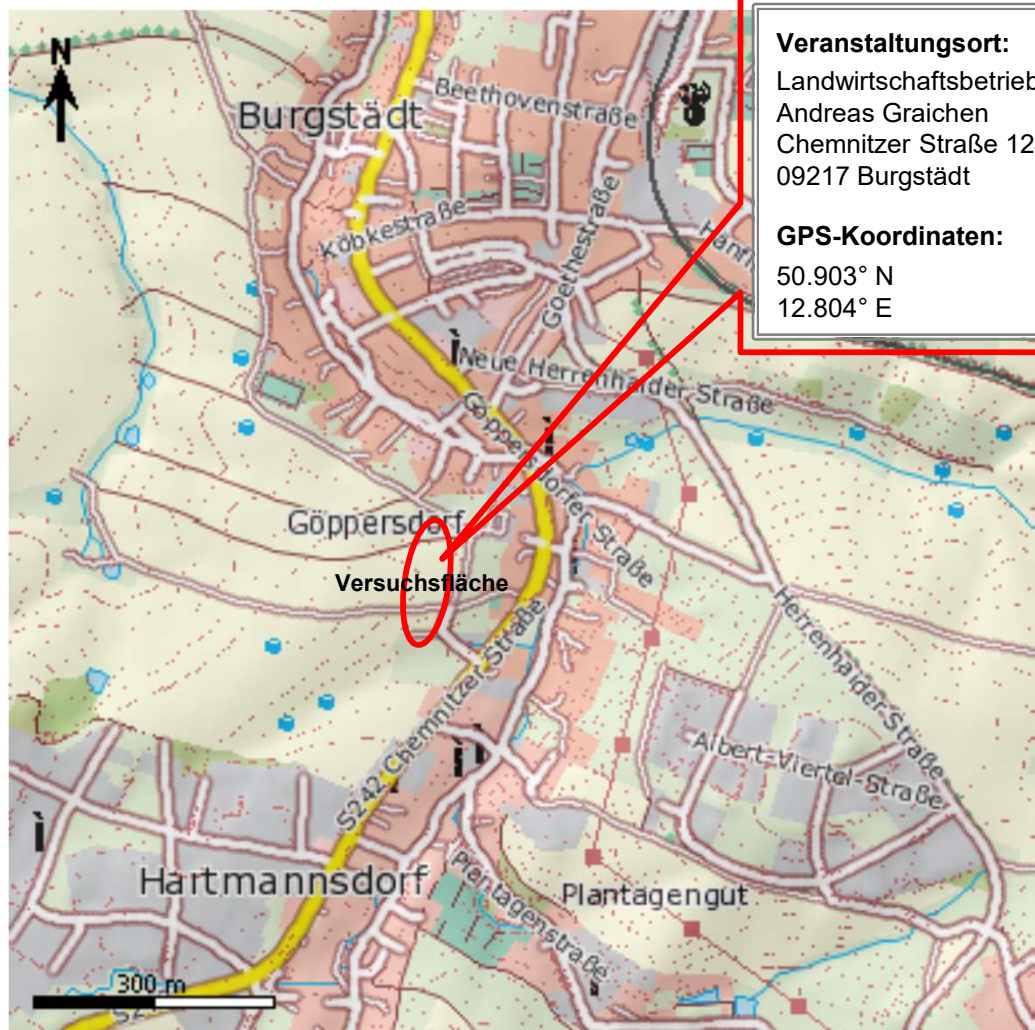 N
Burgstädt
Beethovenstraße
Köbkestraße
Goethestraße
Hanfl
Neue Herrenhaider Straße
Göppersdorfer Straße
Göppersdorf
Versuchsfläche
Herrenhaider Straße
S242 Chemnitzer Straße
Albert-Viertel-Straße
Hartmannsdorf
Plantagenstraße
Plantagengut
300 m
Veranstaltungsort:
Landwirtschaftsbetrieb
Andreas Graichen
Chemnitzer Straße 12
09217 Burgstädt
GPS-Koordinaten:
50.903° N
12.804° E